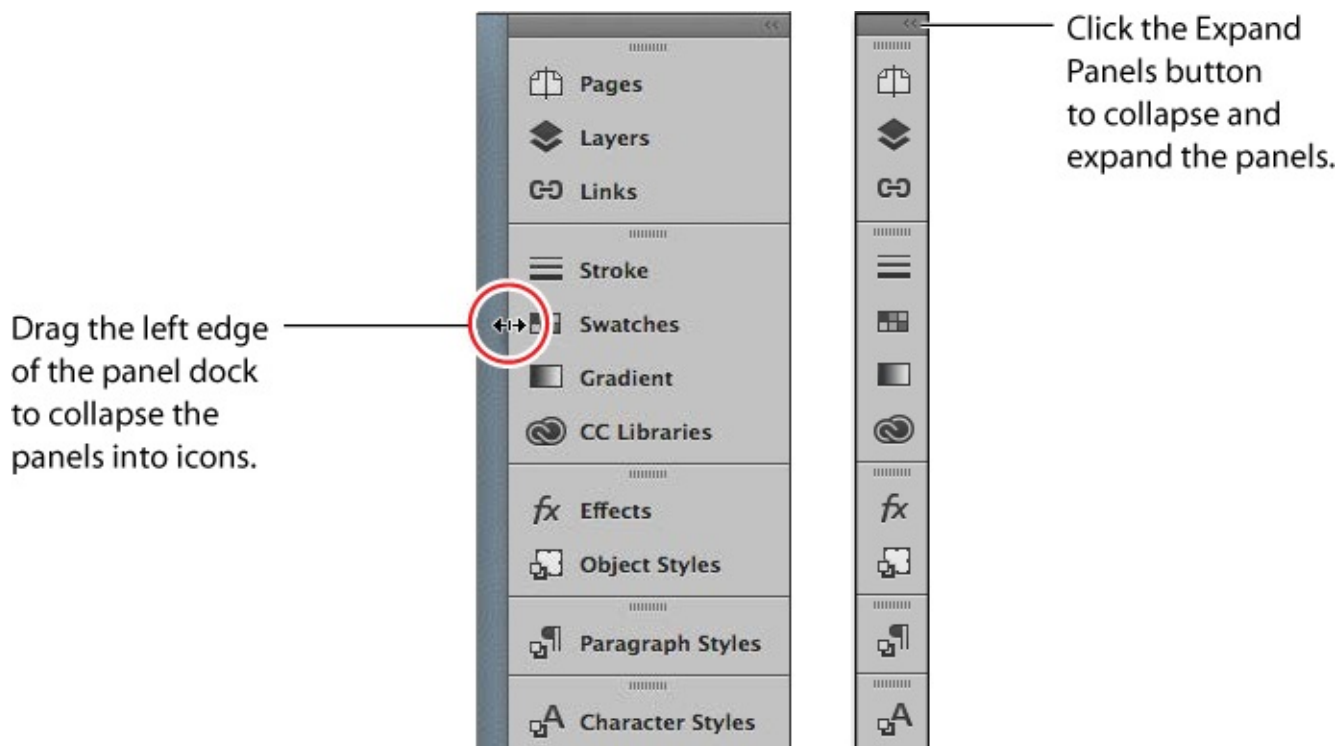 Click the Expand
Panels button
to collapse and
expand the panels.
Pages
Layers
Links
Stroke
Swatches
Gradient
CC Libraries
Effects
Object Styles
Paragraph Styles
Character Styles
Drag the left edge
of the panel dock
to collapse the
panels into icons.